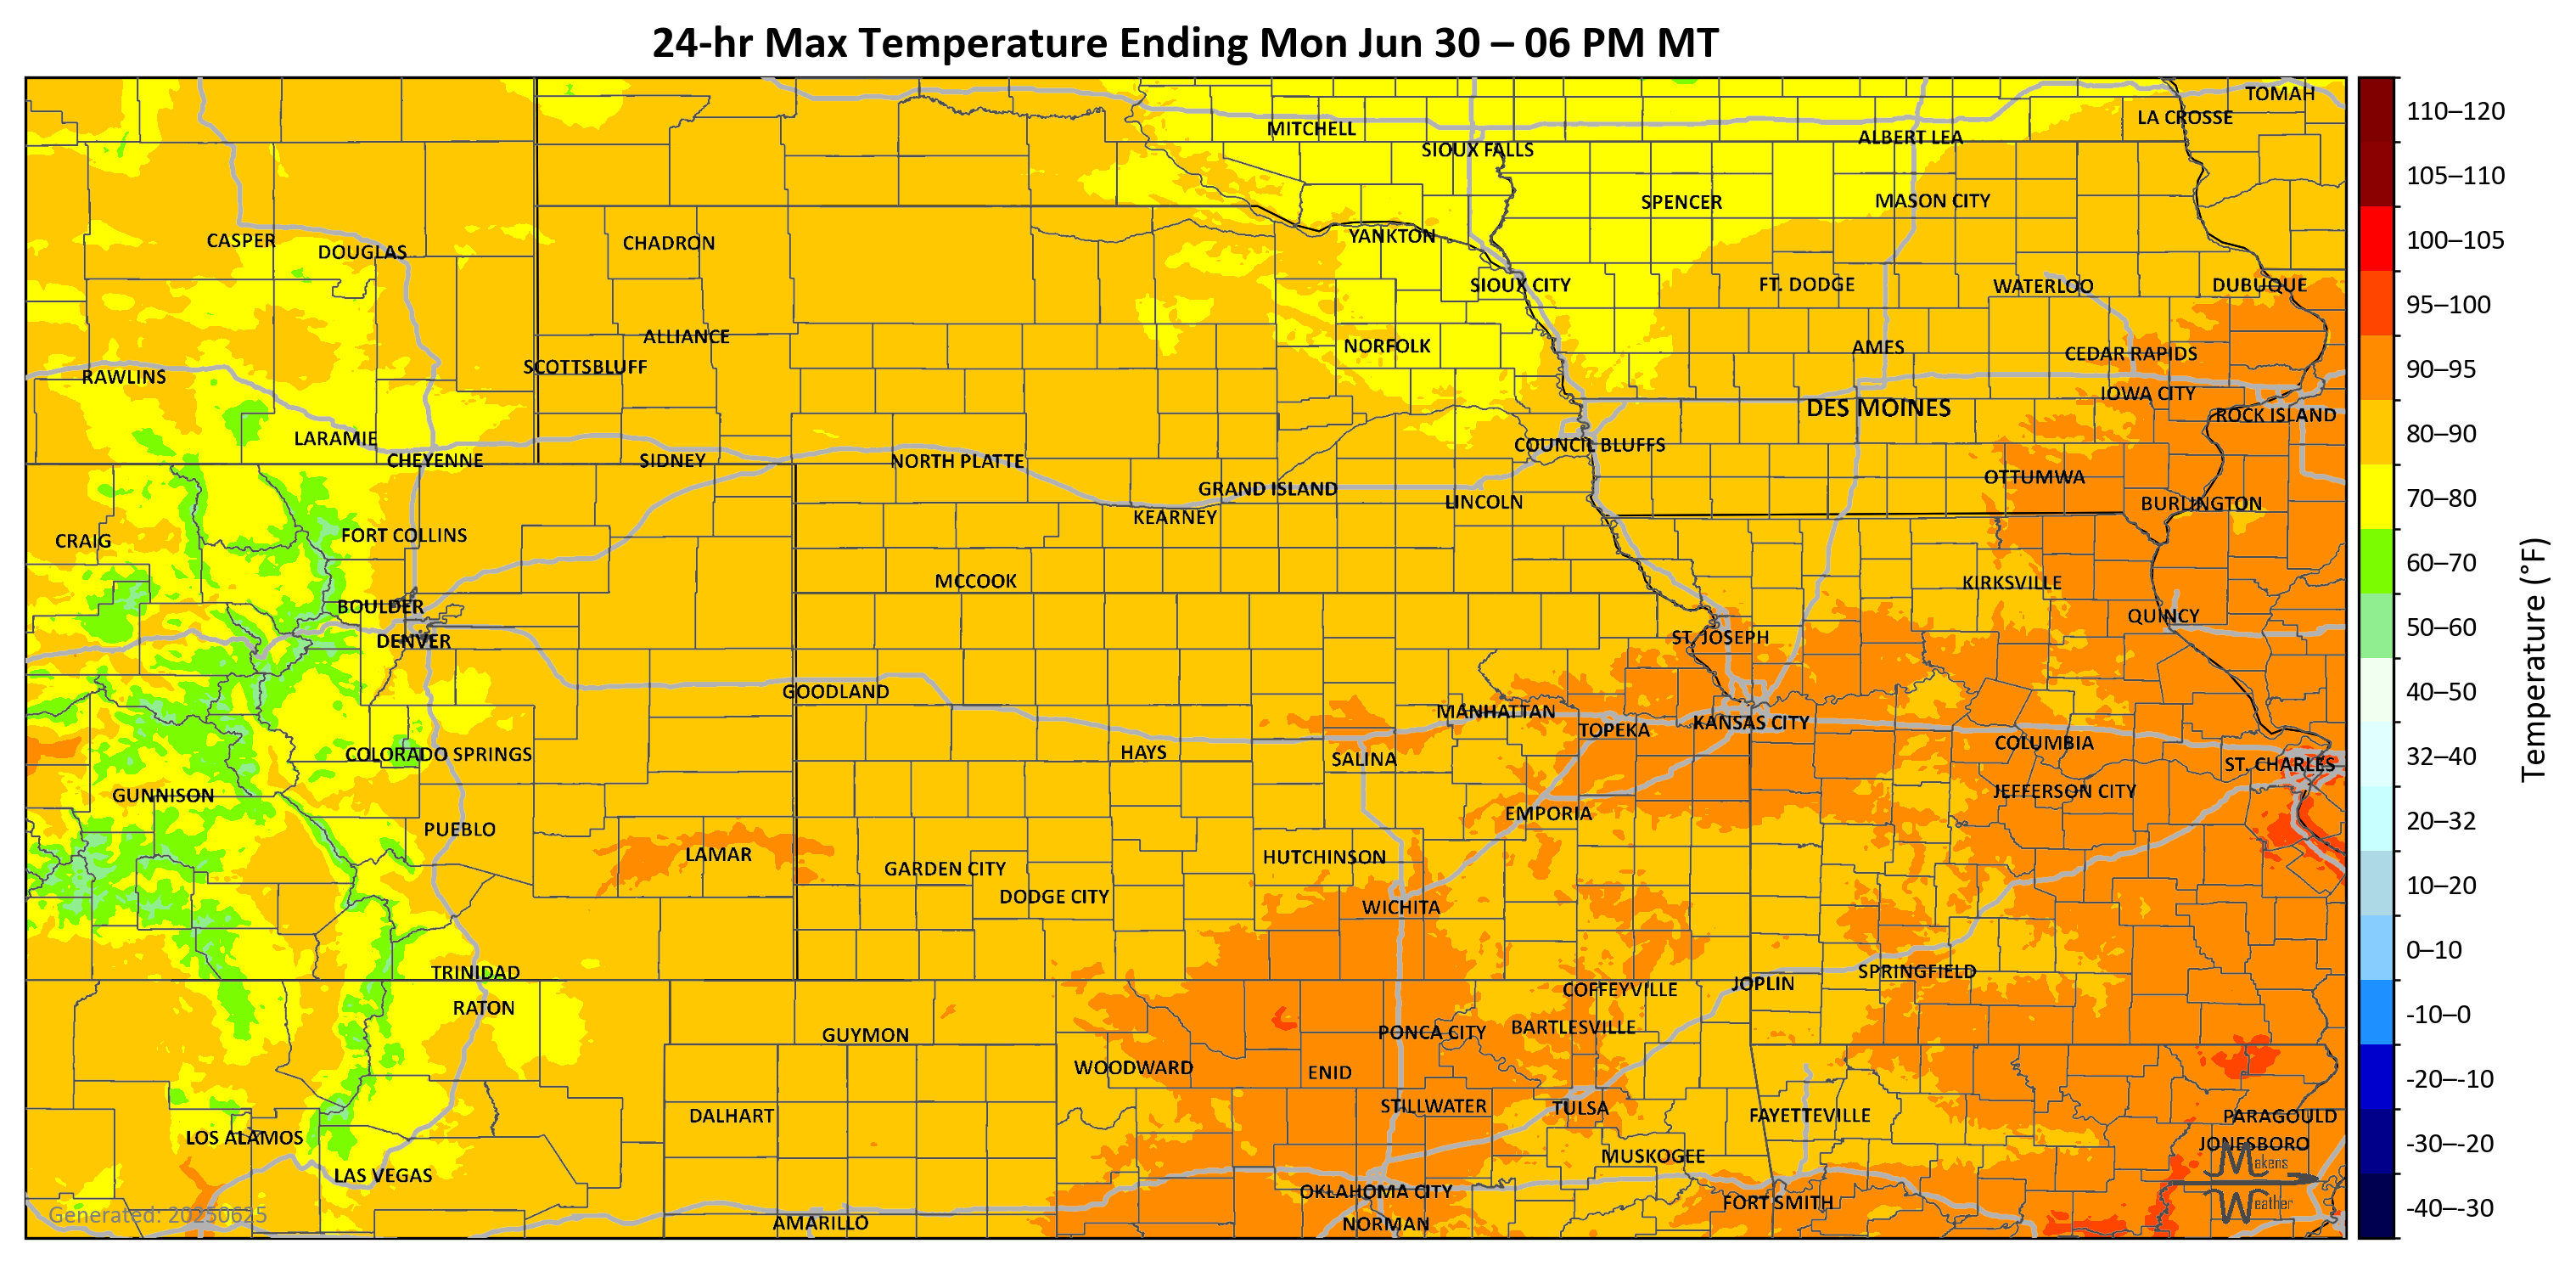 24-hr Max Temperature Ending Mon Jun 30 – 06 PM MT
TOMAH
LA CROSSE
MITCHELL
ALBERT LEA
SIOUX FALLS
SPENCER
MASON CITY
YANKTON
CASPER
DOUGLAS
CHADRON
SIOUX CITY
FT. DODGE
WATERLOO
DUBUQUE
ALLIANCE
NORFOLK
AMES
CEDAR RAPIDS
SCOTTSBLUFF
RAWLINS
IOWA CITY
DES MOINES
ROCK ISLAND
LARAMIE
COUNCIL BLUFFS
CHEYENNE
SIDNEY
NORTH PLATTE
OTTUMWA
GRAND ISLAND
LINCOLN
BURLINGTON
KEARNEY
FORT COLLINS
CRAIG
MCCOOK
KIRKSVILLE
BOULDER
QUINCY
DENVER
ST. JOSEPH
GOODLAND
MANHATTAN
TOPEKA
KANSAS CITY
COLUMBIA
COLORADO SPRINGS
HAYS
SALINA
ST. CHARLES
GUNNISON
JEFFERSON CITY
EMPORIA
PUEBLO
LAMAR
HUTCHINSON
GARDEN CITY
DODGE CITY
WICHITA
TRINIDAD
SPRINGFIELD
JOPLIN
COFFEYVILLE
RATON
GUYMON
PONCA CITY
BARTLESVILLE
WOODWARD
ENID
STILLWATER
TULSA
DALHART
FAYETTEVILLE
PARAGOULD
LOS ALAMOS
JONESBORO
MUSKOGEE
LAS VEGAS
OKLAHOMA CITY
FORT SMITH
AMARILLO
NORMAN
Generated: 20250625
Makens
Weather
110–120
105–110
100–105
95–100
90–95
80–90
70–80
60–70
50–60
40–50
32–40
20–32
10–20
0–10
-10–0
-20–-10
-30–-20
-40–-30
Temperature (°F)